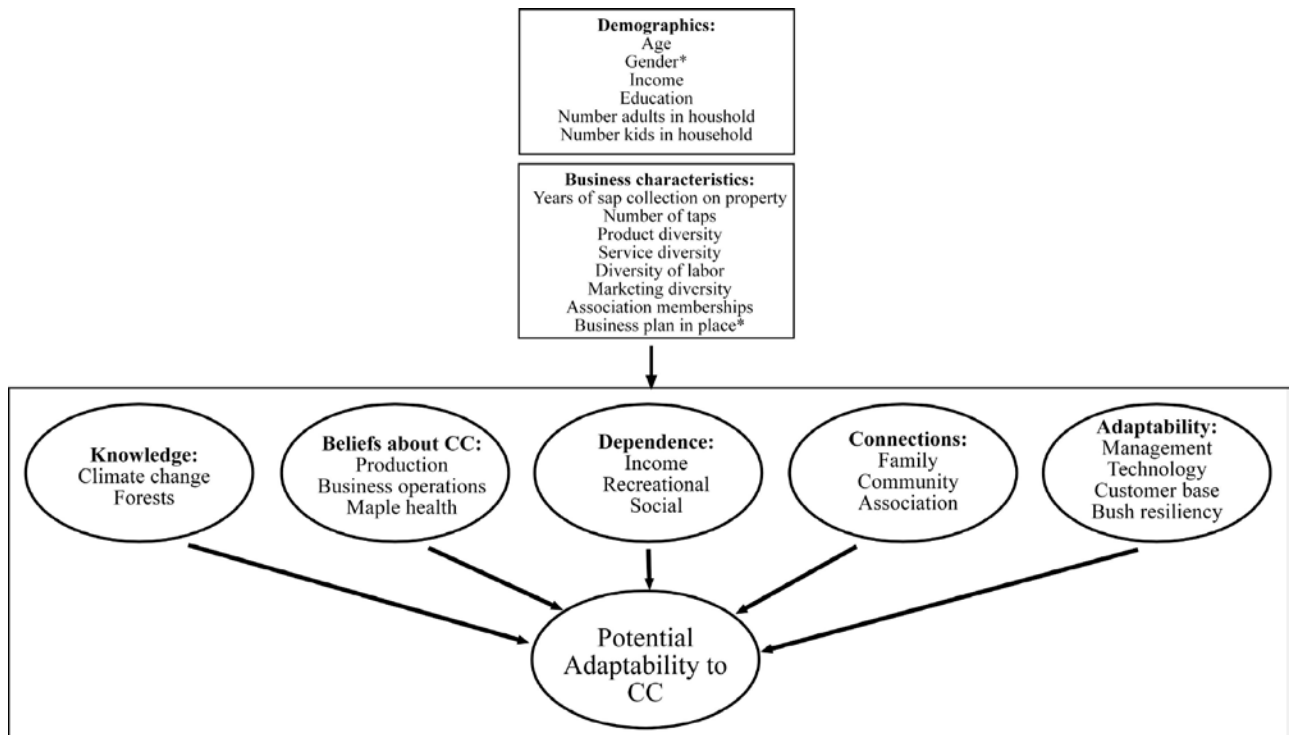 Demographics:
Age
Gender*
Income
Education
Number adults in houshold
Number kids in household
Business characteristics:
Years of sap collection on property
Number of taps
Product diversity
Service diversity
Diversity of labor
Marketing diversity
Association memberships
Business plan in place*
Knowledge:
Climate change
Forests
Beliefs about CC:
Production
Business operations
Maple health
Dependence:
Income
Recreational
Social
Connections:
Family
Community
Association
Adaptability:
Management
Technology
Customer base
Bush resiliency
Potential
Adaptability to
CC